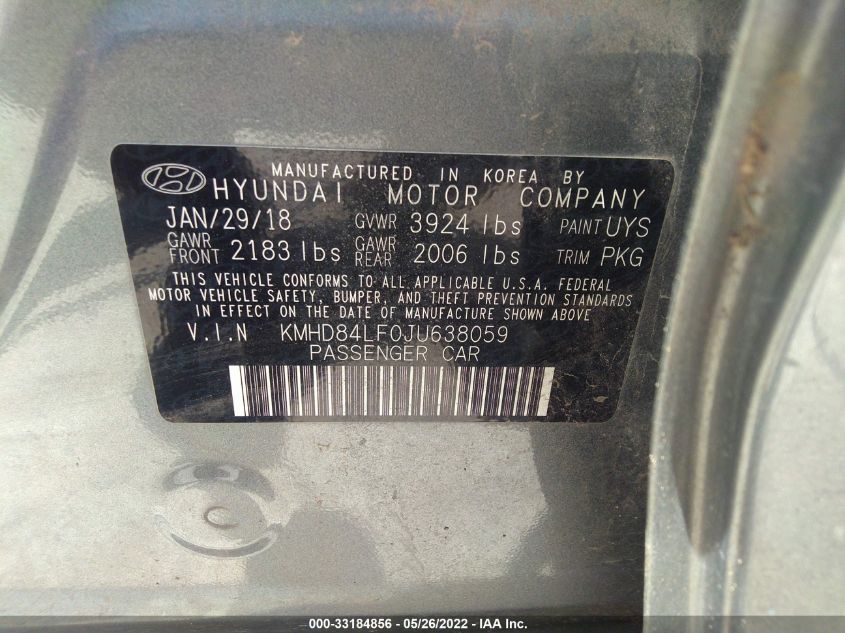 MANUFACTURED IN KOREA BY
HYUNDAI MOTOR COMPANY
JAN/29/18 GVWR 3924 lbs PAINT UYS
GAWR FRONT 2183 lbs GAWR REAR 2006 lbs TRIM PKG
THIS VEHICLE CONFORMS TO ALL APPLICABLE U.S.A. FEDERAL
MOTOR VEHICLE SAFETY, BUMPER, AND THEFT PREVENTION STANDARDS
IN EFFECT ON THE DATE OF MANUFACTURE SHOWN ABOVE
V.I.N KMHD84LF0JU638059
PASSENGER CAR
C
000-33184856 - 05/26/2022 - IAA Inc.